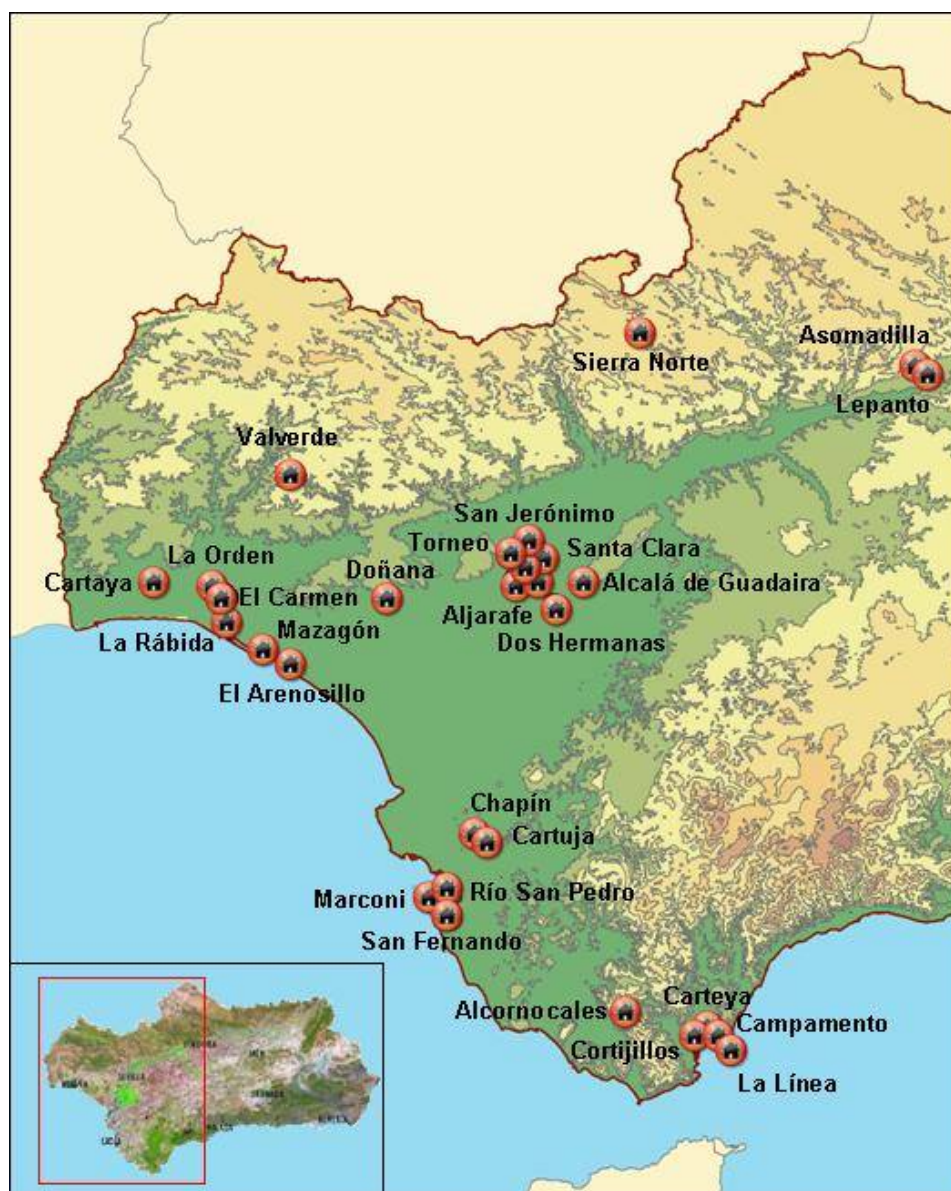 Asomadilla
Sierra Norte
Lepanto
Valverde
San Jerónimo
Torneo
Santa Clara
La Orden
Doñana
Cartaya
Alcalá de Guadaira
El Carmen
Aljarafe
Mazagón
La Rábida
Dos Hermanas
El Arenosillo
Chapín
Cartuja
Río San Pedro
Marconi
San Fernando
Carteya
Alcornocales
Campamento
Cortijillos
La Línea
SEVILLA